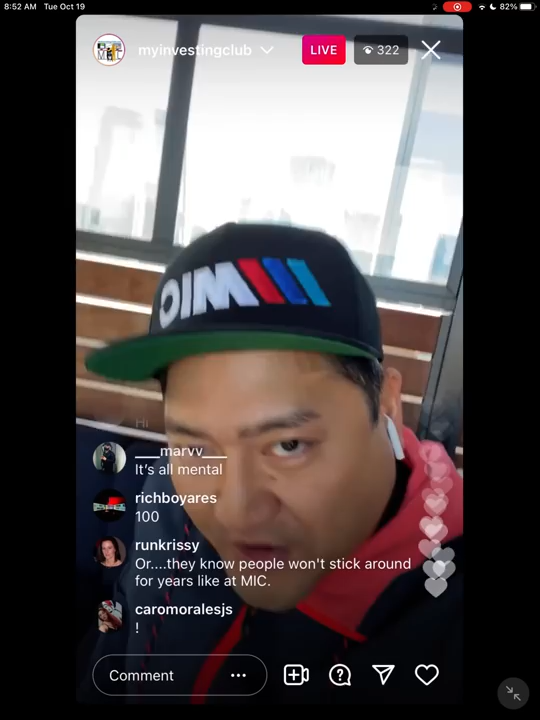 8:52 AM Tue Oct 19
82%
myinvestingclub
LIVE
322
MIC
Hi
___marvv___
It's all mental
richboyares
100
runkrissy
Or....they know people won't stick around
for years like at MIC.
caromoralesjs
!
Comment